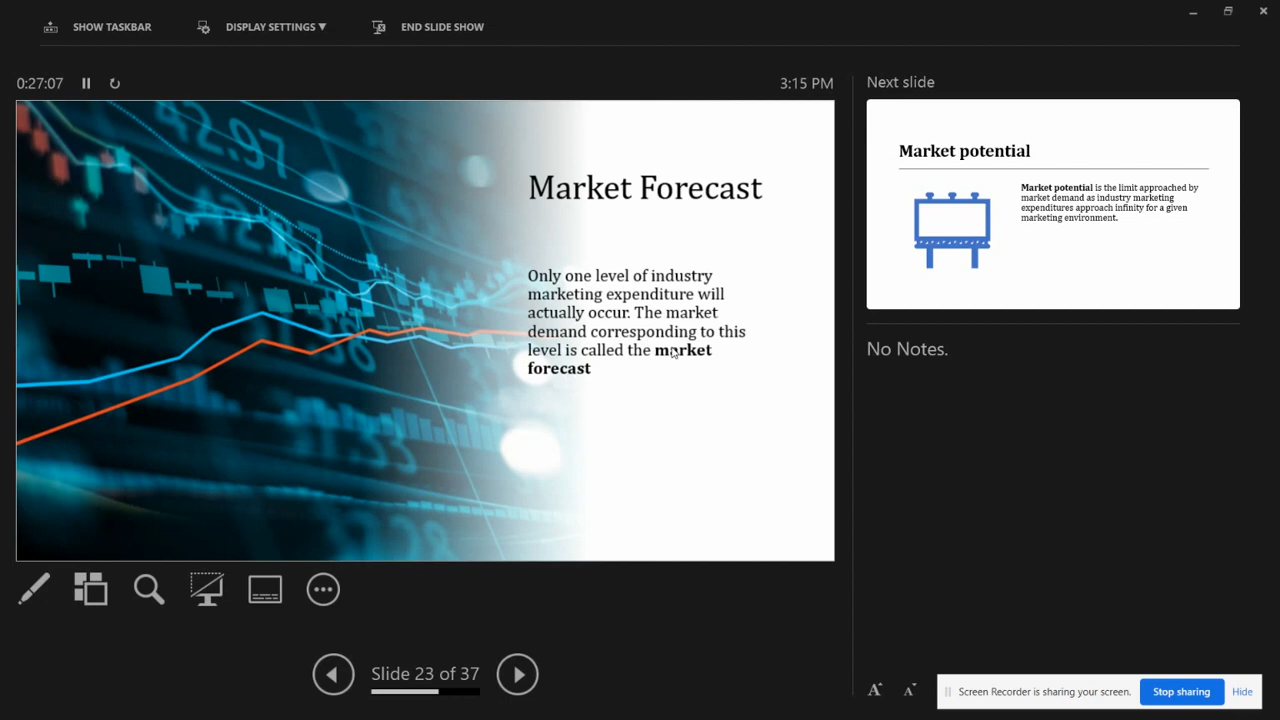 SHOW TASKBAR
DISPLAY SETTINGS ▼
END SLIDE SHOW
0:27:07
3:15 PM
42.97
Market Forecast
Only one level of industry
marketing expenditure will
actually occur. The market
demand corresponding to this
level is called the market
forecast
Slide 23 of 37
Next slide
Market potential
Market potential is the limit approached by
market demand as industry marketing
expenditures approach infinity for a given
marketing environment.
No Notes.
A A
Screen Recorder is sharing your screen.
Stop sharing
Hide